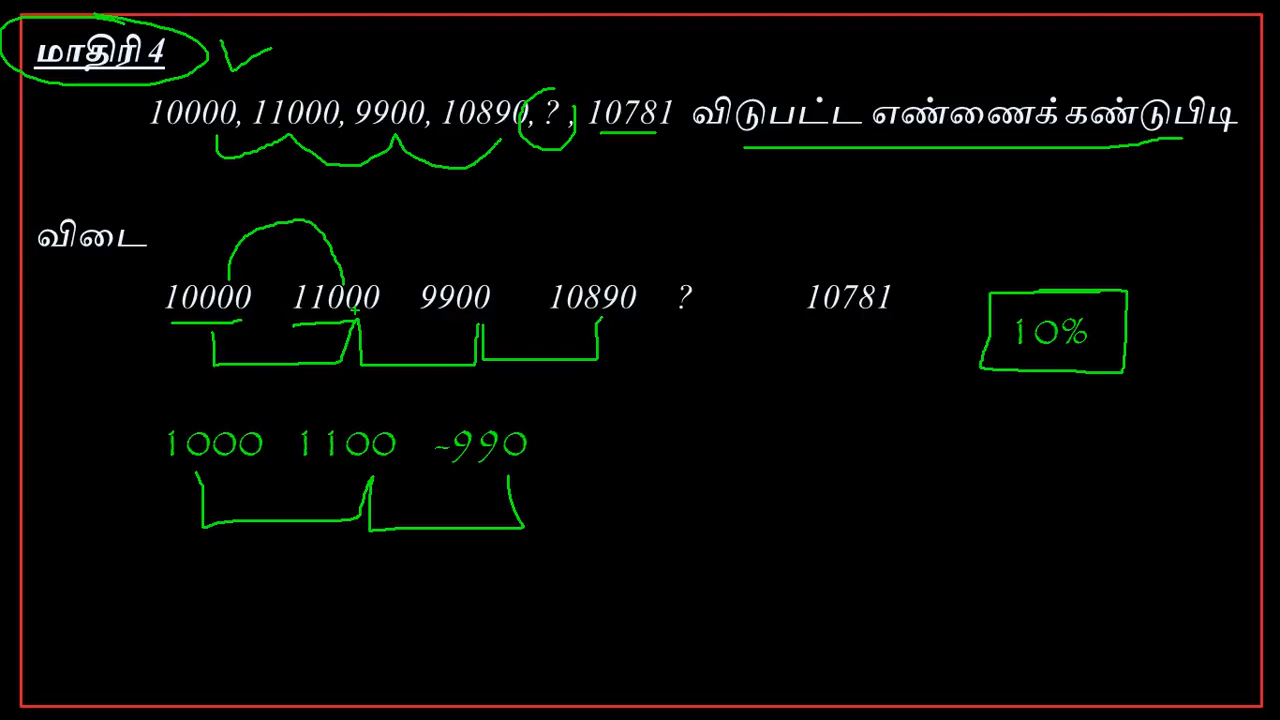 மாதிரி 4
10000, 11000, 9900, 10890, ? , 10781 விடுபட்ட எண்ணைக் கண்டுபிடி
விடை
10000 11000 9900 10890 ? 10781
10%
1000 1100 -990